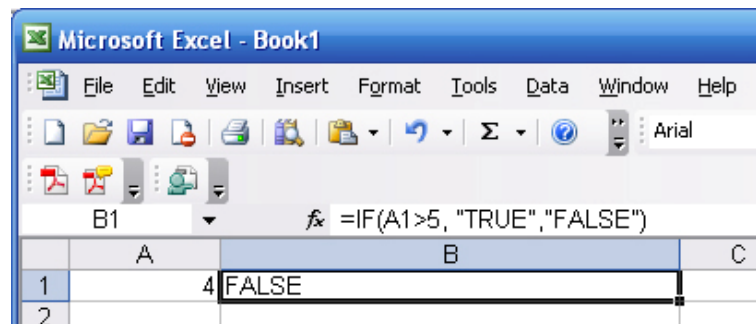 Microsoft Excel - Book1
File Edit View Insert Format Tools Data Window Help
Σ Arial
B1 fx =IF(A1>5, "TRUE","FALSE")
A B C
1 4 FALSE
2